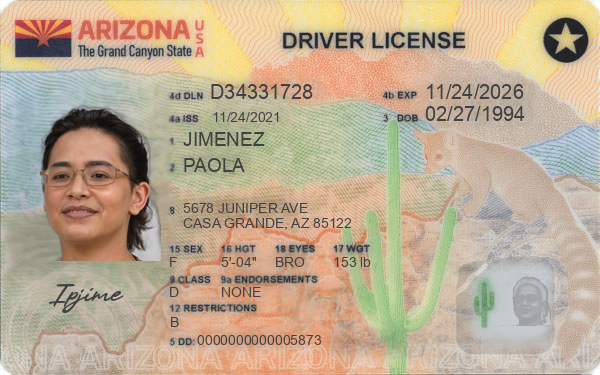 ARIZONA USA
The Grand Canyon State
DRIVER LICENSE
4d DLN D34331728 4b EXP 11/24/2026
4a ISS 11/24/2021 3 DOB 02/27/1994
1 JIMENEZ
2 PAOLA
8 5678 JUNIPER AVE
CASA GRANDE, AZ 85122
15 SEX 16 HGT 18 EYES 17 WGT
F 5'-04" BRO 153 lb
9 CLASS 9a ENDORSEMENTS
D NONE
12 RESTRICTIONS
B
Ipjime
5 DD: 0000000000005873
ARIZONA ARIZONA ARIZONA ARIZONA